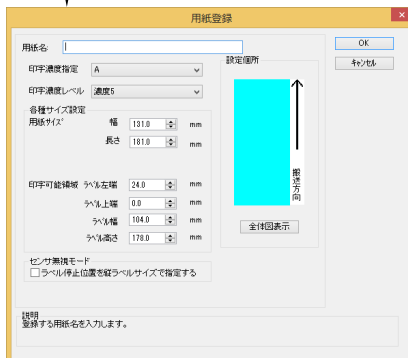 用紙登録
×
用紙名:
OK
ｷｬﾝｾﾙ
印字濃度指定 A
印字濃度レベル 濃度5
各種サイズ設定
用紙ｻｲｽﾞ 幅 131.0 mm
長さ 181.0 mm
印字可能領域 ﾗﾍﾞﾙ左端 24.0 mm
ﾗﾍﾞﾙ上端 0.0 mm
ﾗﾍﾞﾙ幅 104.0 mm
ﾗﾍﾞﾙ高さ 178.0 mm
設定個所
搬送方向
全体図表示
センサ無視モード
ラベル停止位置を縦ラベルサイズで指定する
説明
登録する用紙名を入力します。